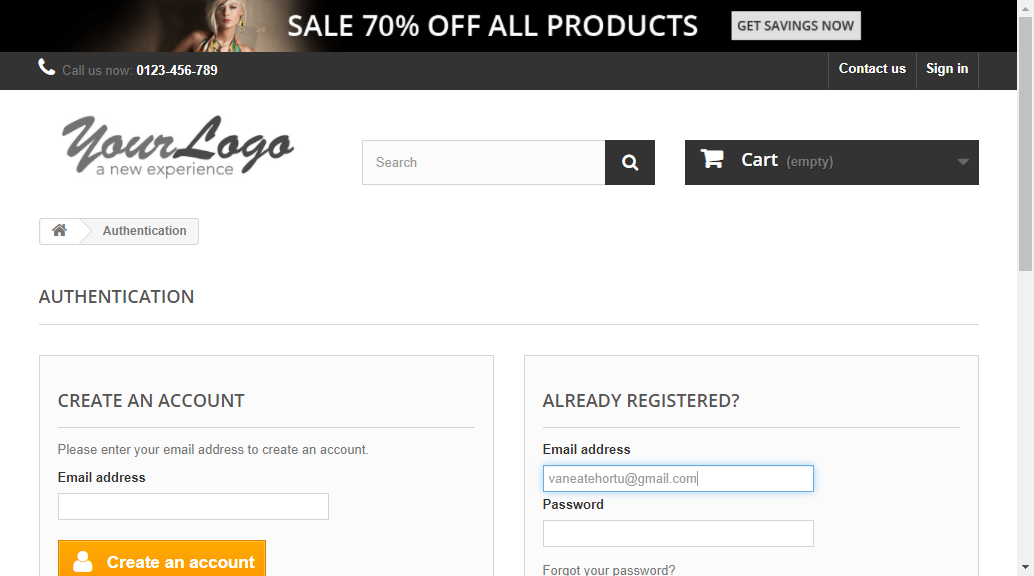 SALE 70% OFF ALL PRODUCTS GET SAVINGS NOW
Call us now: 0123-456-789 Contact us Sign in
YourLogo
a new experience
Search
Cart (empty)
Authentication
AUTHENTICATION
CREATE AN ACCOUNT
Please enter your email address to create an account.
Email address
Create an account
ALREADY REGISTERED?
Email address
vaneatehortu@gmail.com
Password
Forgot your password?